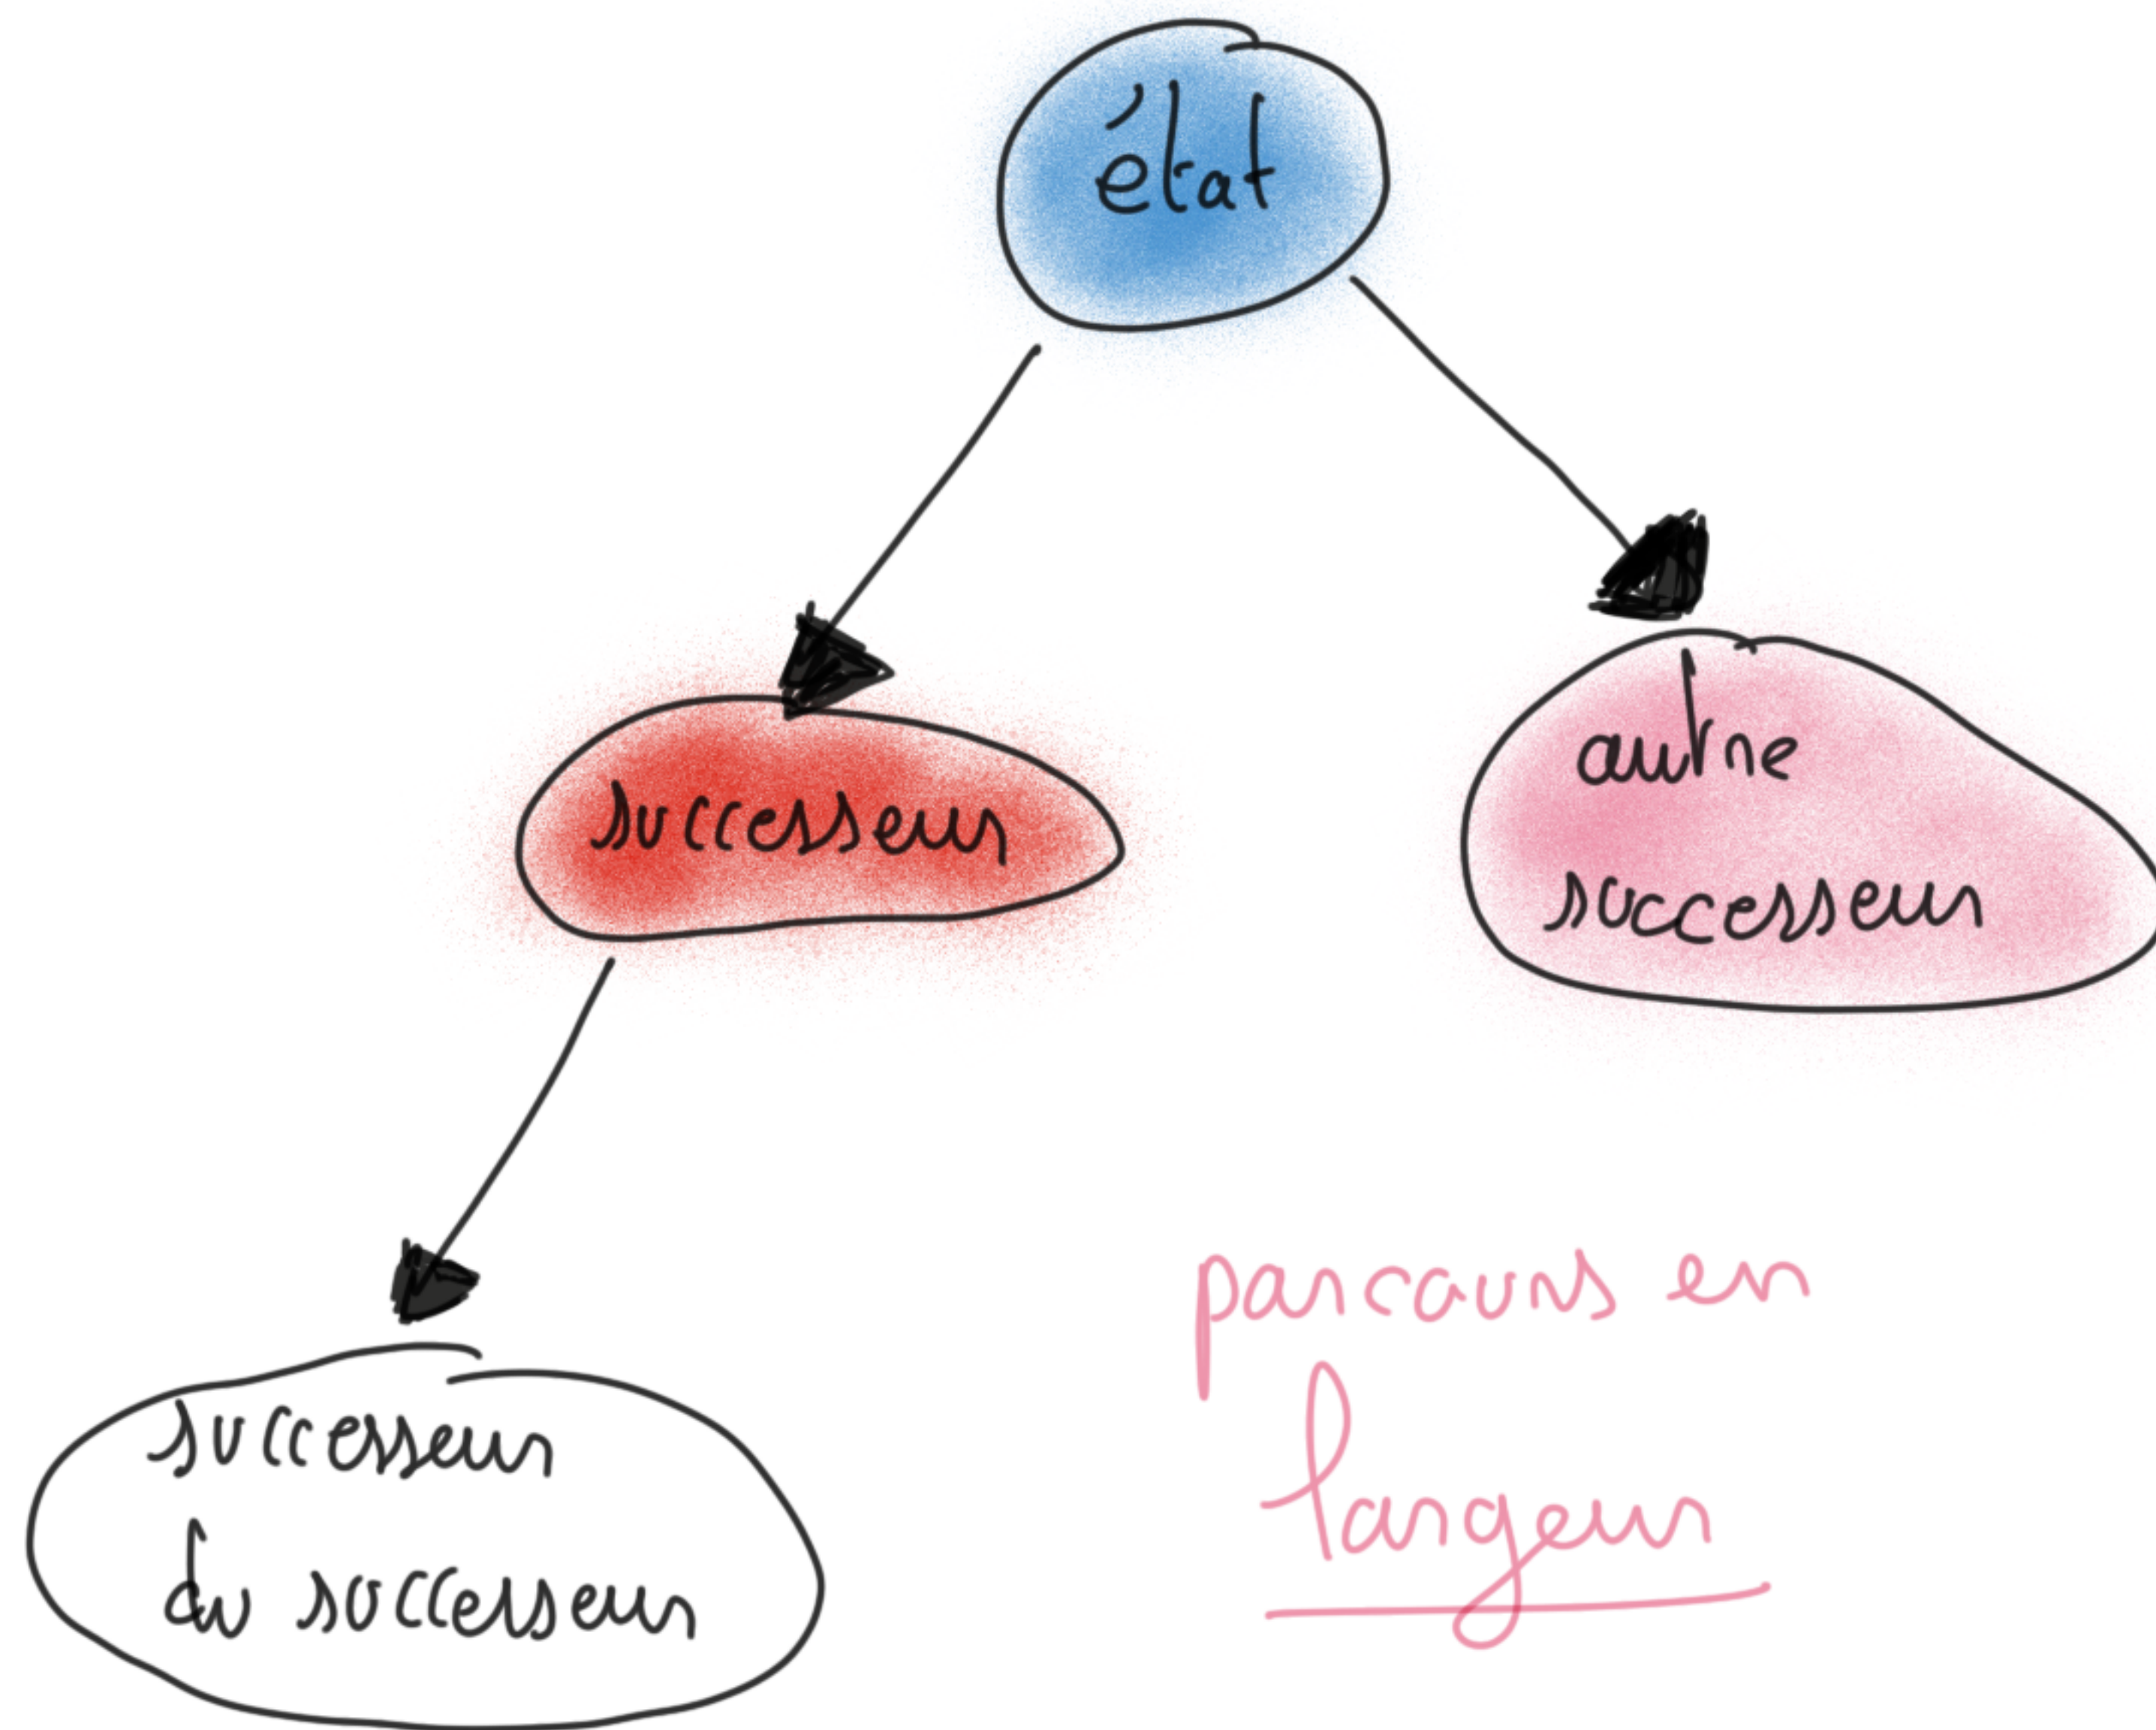 état
successeur
autre
successeur
successeur
du successeur
parcours en
largeur